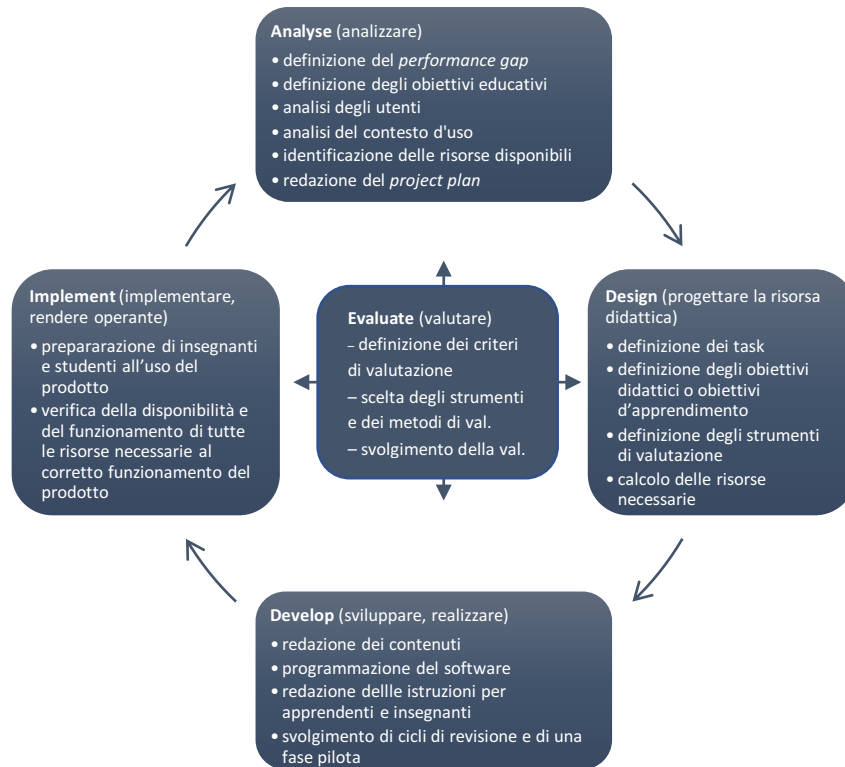 Analyse (analizzare)
• definizione del performance gap
• definizione degli obiettivi educativi
• analisi degli utenti
• analisi del contesto d'uso
• identificazione delle risorse disponibili
• redazione del project plan
Implement (implementare,
rendere operante)
• prepararazione di insegnanti
e studenti all’uso del
prodotto
• verifica della disponibilità e
del funzionamento di tutte
le risorse necessarie al
corretto funzionamento del
prodotto
Evaluate (valutare)
– definizione dei criteri
di valutazione
– scelta degli strumenti
e dei metodi di val.
– svolgimento della val.
Design (progettare la risorsa
didattica)
• definizione dei task
• definizione degli obiettivi
didattici o obiettivi
d’apprendimento
• definizione degli strumenti
di valutazione
• calcolo delle risorse
necessarie
Develop (sviluppare, realizzare)
• redazione dei contenuti
• programmazione del software
• redazione dellle istruzioni per
apprendenti e insegnanti
• svolgimento di cicli di revisione e di una
fase pilota